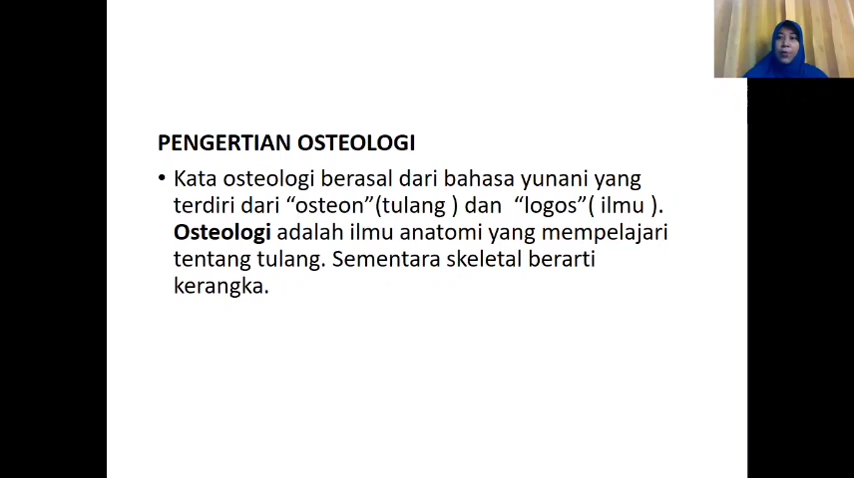 PENGERTIAN OSTEOLOGI
• Kata osteologi berasal dari bahasa yunani yang
terdiri dari “osteon”(tulang ) dan “logos”( ilmu ).
Osteologi adalah ilmu anatomi yang mempelajari
tentang tulang. Sementara skeletal berarti
kerangka.